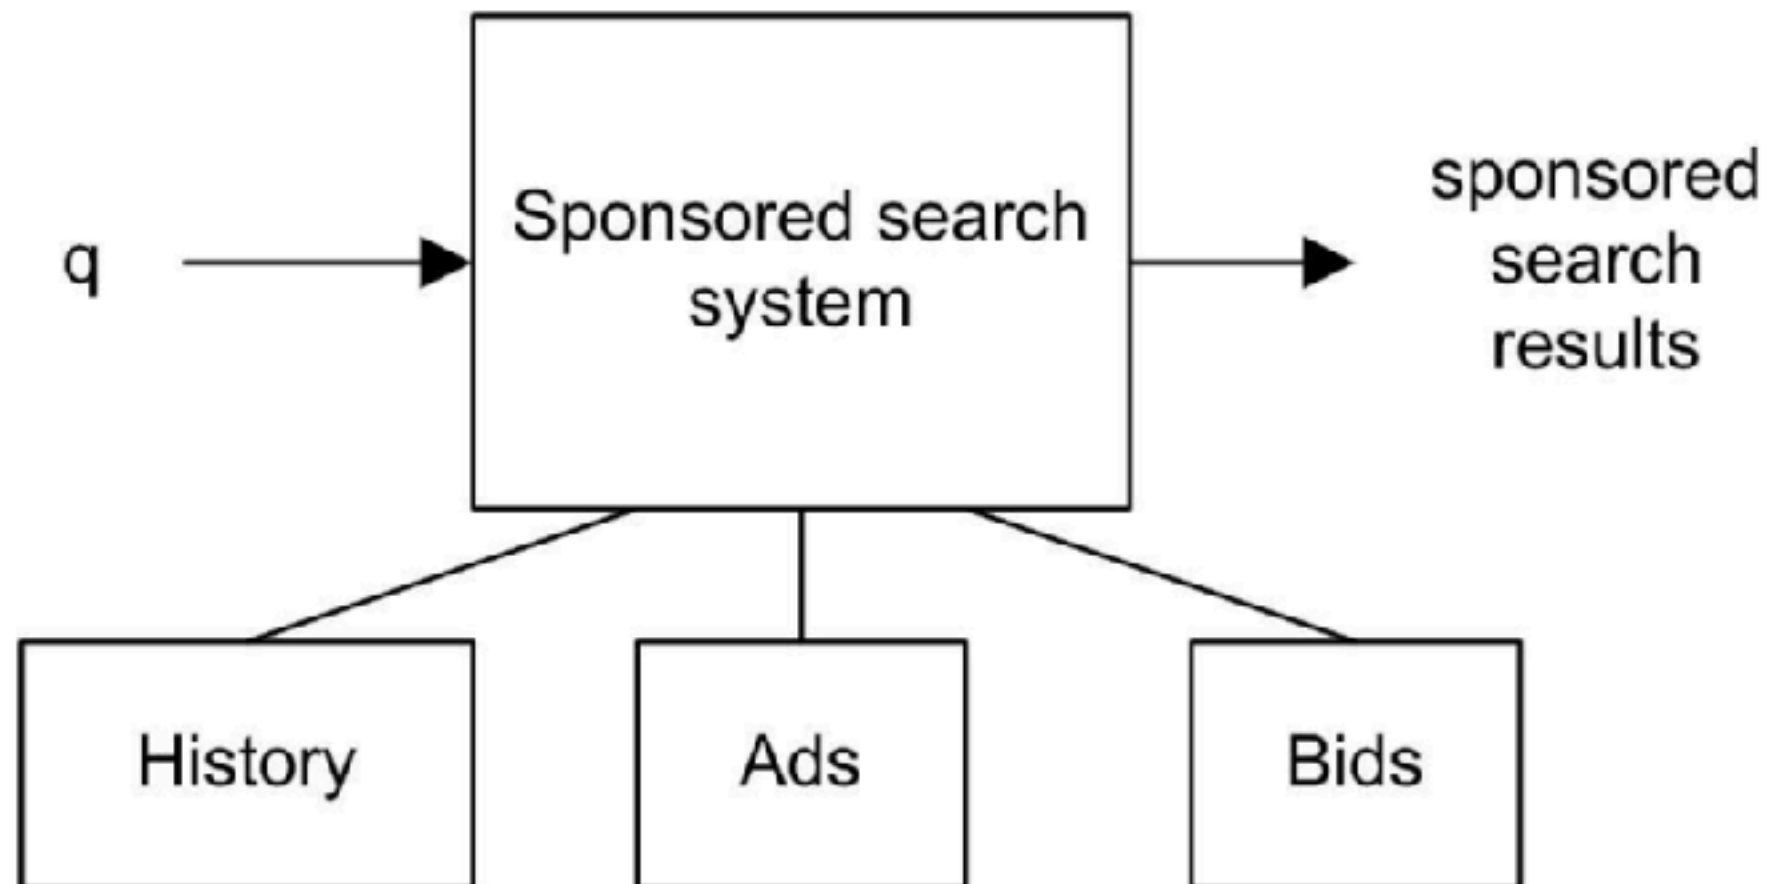 q
Sponsored search
system
sponsored
search
results
History
Ads
Bids